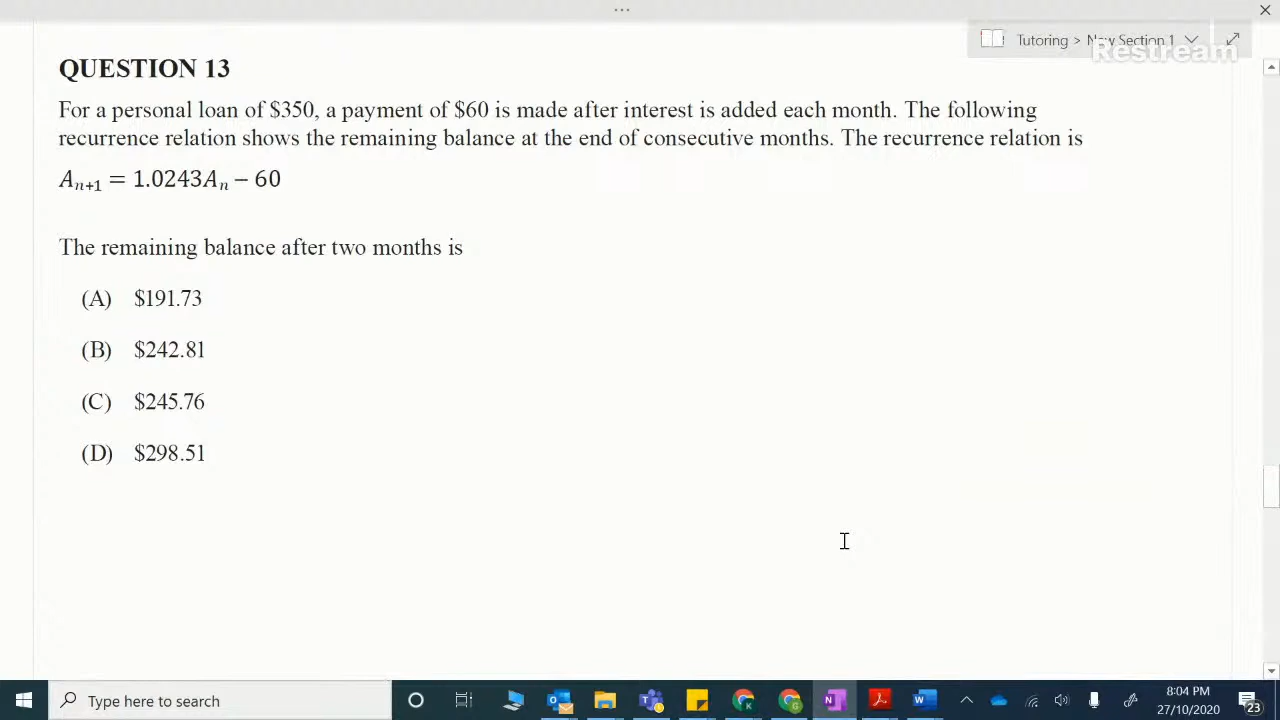 Tutoring > New Section 1
Restream
QUESTION 13
For a personal loan of $350, a payment of $60 is made after interest is added each month. The following
recurrence relation shows the remaining balance at the end of consecutive months. The recurrence relation is
Aₙ₊₁ = 1.0243Aₙ − 60
The remaining balance after two months is
(A) $191.73
(B) $242.81
(C) $245.76
(D) $298.51
Type here to search
8:04 PM
27/10/2020
23